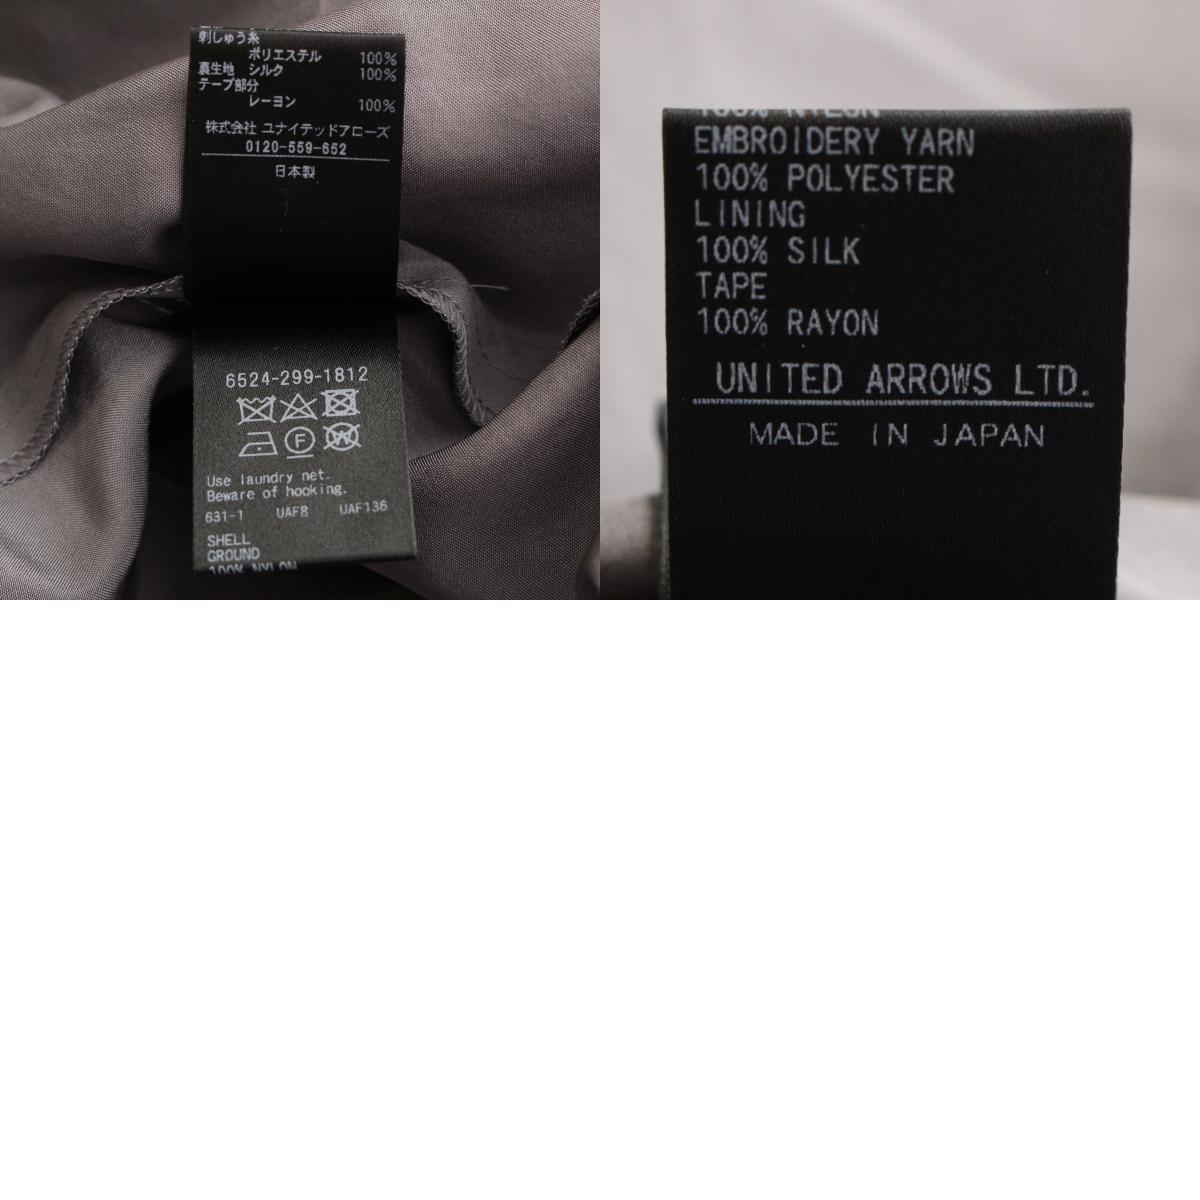 刺しゅう糸
ポリエステル 100%
裏生地 シルク 100%
テープ部分
レーヨン 100%
株式会社 ユナイテッドアローズ
0120-559-652
日本製
6524-299-1812
F
W
Use laundry net.
Beware of hooking.
631-1 UAF8 UAF136
SHELL
GROUND
100% NYLON
100% NYLON
EMBROIDERY YARN
100% POLYESTER
LINING
100% SILK
TAPE
100% RAYON
UNITED ARROWS LTD.
MADE IN JAPAN